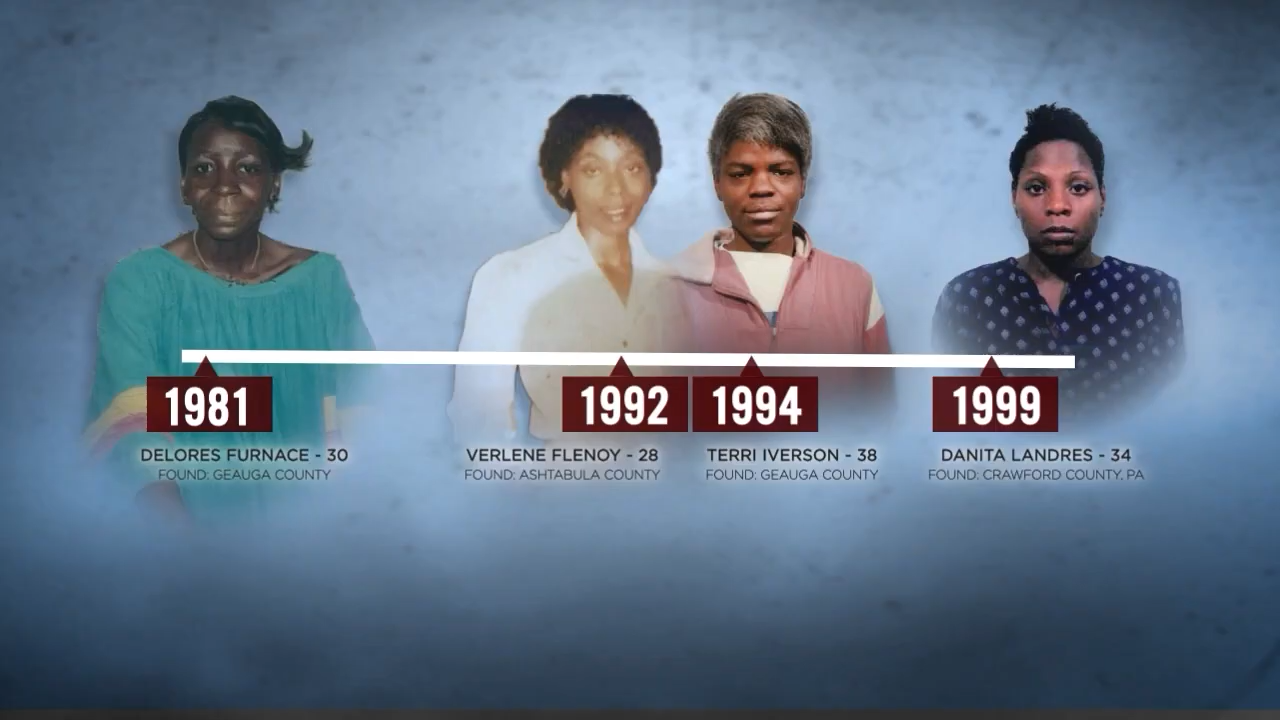 1981
DELORES FURNACE - 30
FOUND: GEAUGA COUNTY
1992
VERLENE FLENOY - 28
FOUND: ASHTABULA COUNTY
1994
TERRI IVERSON - 38
FOUND: GEAUGA COUNTY
1999
DANITA LANDRES - 34
FOUND: CRAWFORD COUNTY, PA